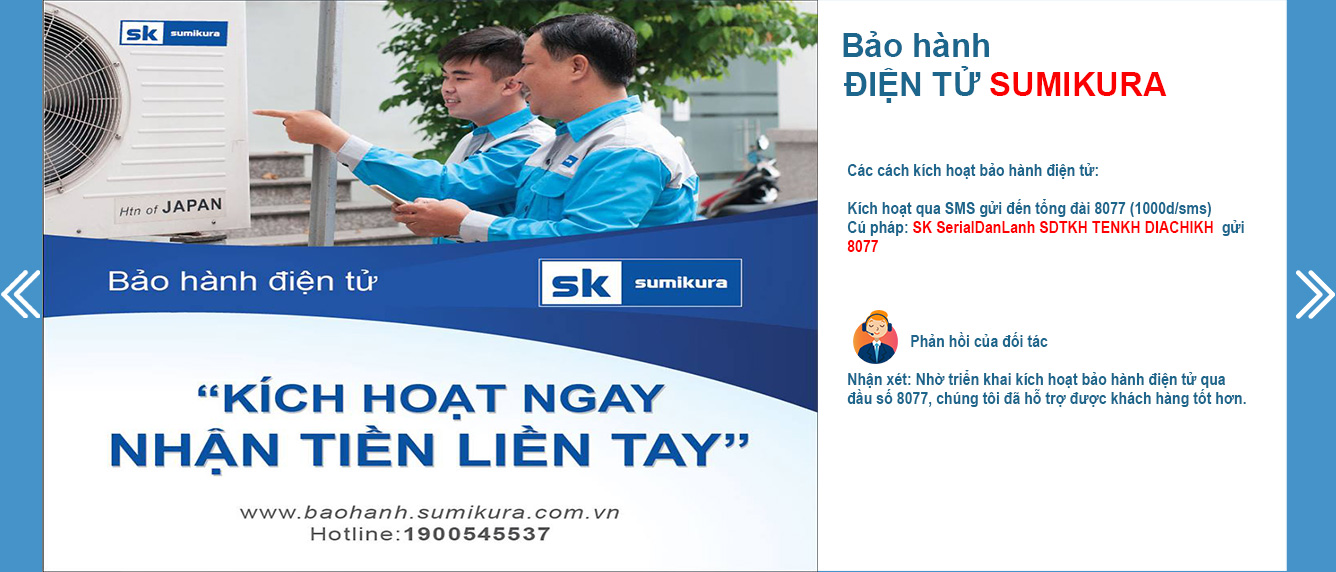 sk sumikura
Htn of JAPAN
sk
Bảo hành điện tử
sk sumikura
“KÍCH HOẠT NGAY
NHẬN TIỀN LIỀN TAY”
www.baohanh.sumikura.com.vn
Hotline:1900545537
Bảo hành
ĐIỆN TỬ SUMIKURA
Các cách kích hoạt bảo hành điện tử:
Kích hoạt qua SMS gửi đến tổng đài 8077 (1000d/sms)
Cú pháp: SK SerialDanLanh SDTKH TENKH DIACHIKH gửi
8077
Phản hồi của đối tác
Nhận xét: Nhờ triển khai kích hoạt bảo hành điện tử qua
đầu số 8077, chúng tôi đã hỗ trợ được khách hàng tốt hơn.